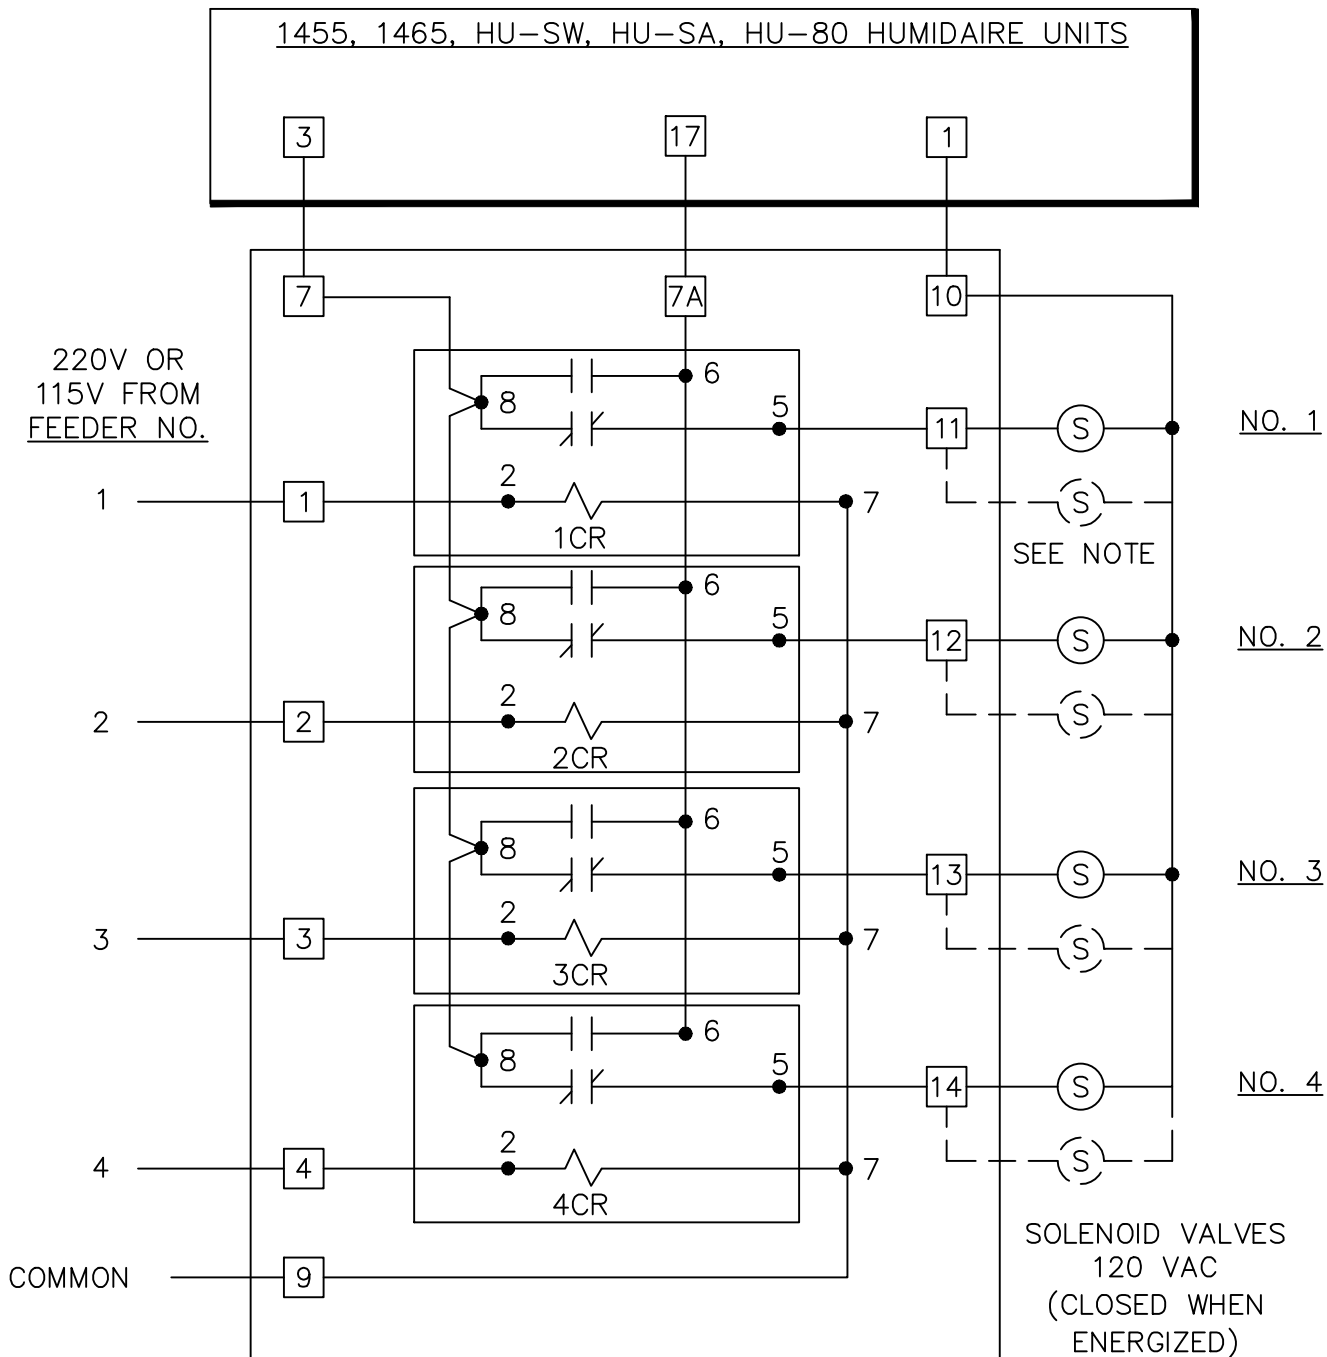 1455, 1465, HU-SW, HU-SA, HU-80 HUMIDAIRE UNITS
3 17 1
7 7A 10
220V OR
115V FROM
FEEDER NO.
6
8
5
11 S NO. 1
2
1 1 7
S
1CR
SEE NOTE
6
8
5
12 S NO. 2
2
2 2 7
S
2CR
6
8
5
13 S NO. 3
2
3 3 7
S
3CR
6
8
5
14 S NO. 4
2
4 4 7
S
4CR
SOLENOID VALVES
120 VAC
(CLOSED WHEN
ENERGIZED)
COMMON 9